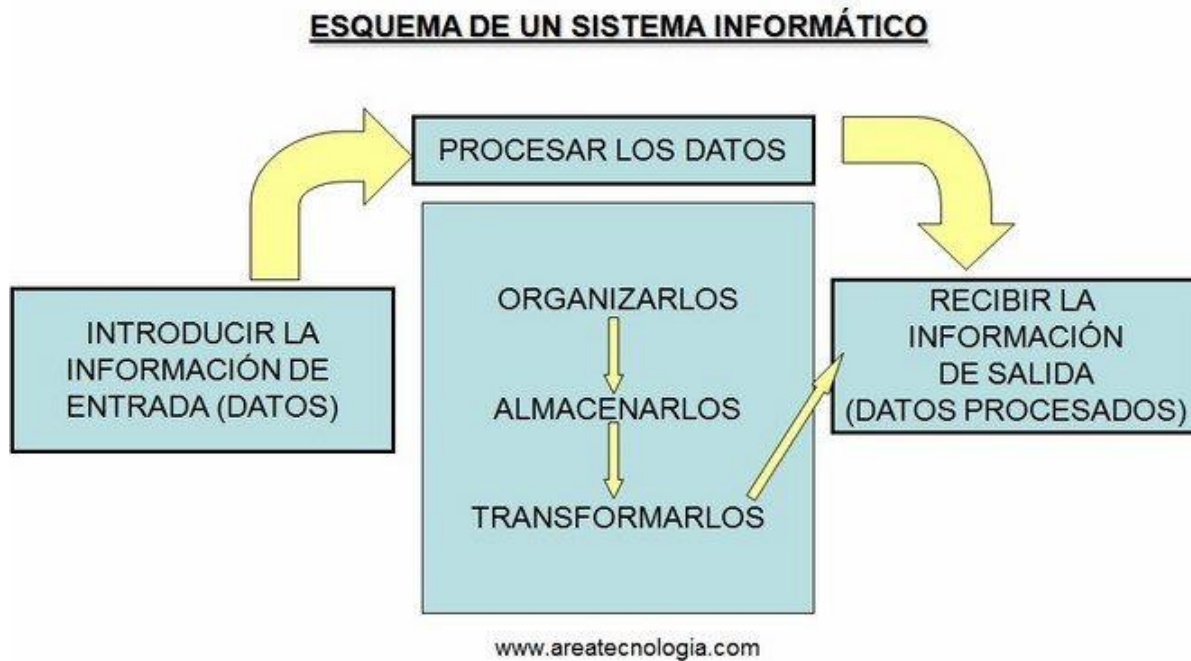 ESQUEMA DE UN SISTEMA INFORMÁTICO
PROCESAR LOS DATOS
INTRODUCIR LA
INFORMACIÓN DE
ENTRADA (DATOS)
ORGANIZARLOS
ALMACENARLOS
TRANSFORMARLOS
RECIBIR LA
INFORMACIÓN
DE SALIDA
(DATOS PROCESADOS)
www.areatecnologia.com